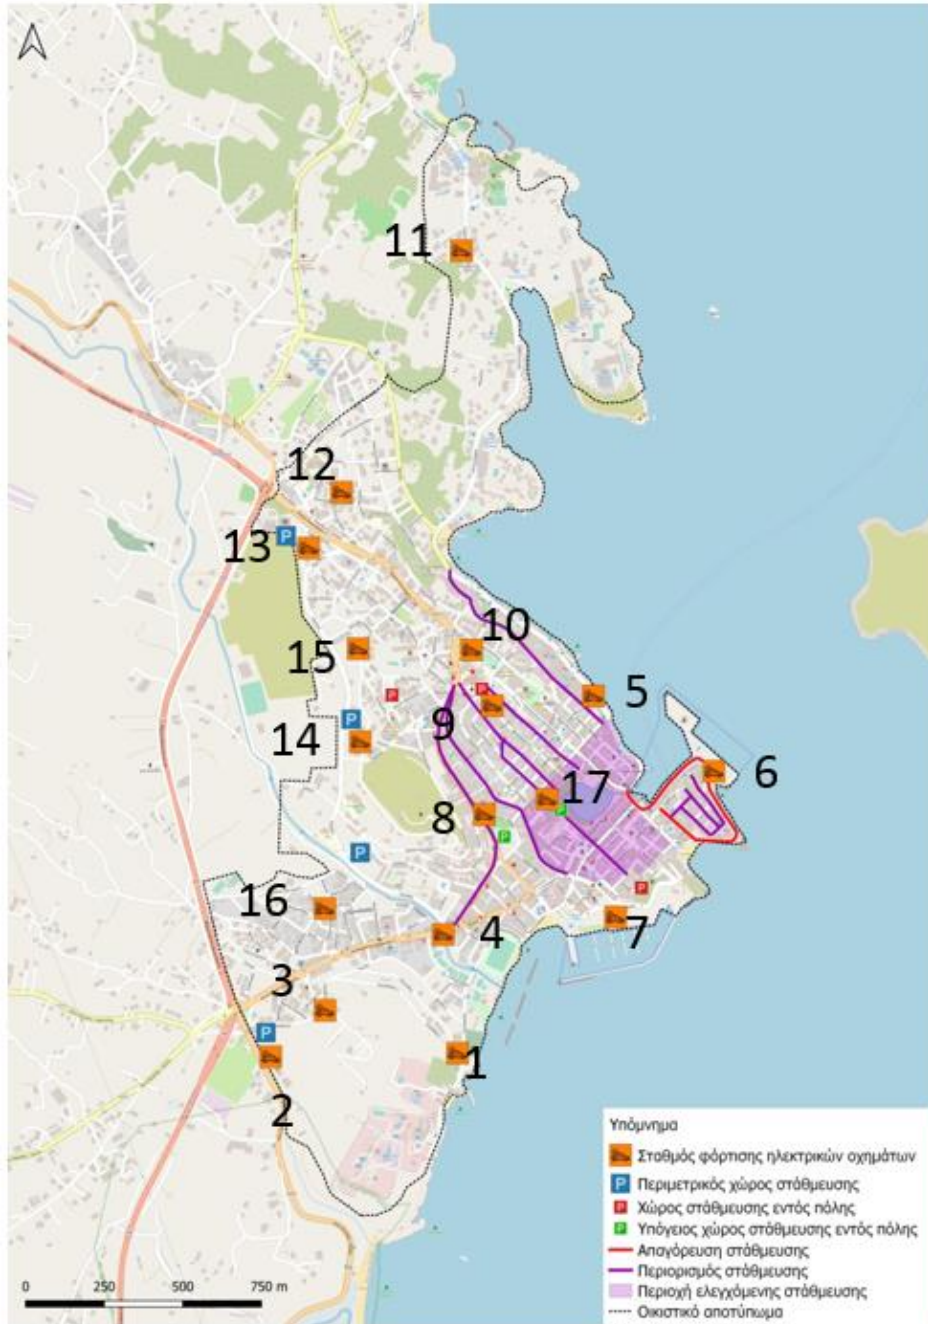 11
12
13
10
15
5
14
9
6
17
8
16
4
7
3
1
2
P
P
P
P
P
P
P
P
P
Υπόμνημα
Σταθμός φόρτισης ηλεκτρικών οχημάτων
P Περιμετρικός χώρος στάθμευσης
P Χώρος στάθμευσης εντός πόλης
P Υπόγειος χώρος στάθμευσης εντός πόλης
Απαγόρευση στάθμευσης
Περιορισμός στάθμευσης
Περιοχή ελεγχόμενης στάθμευσης
Οικιστικό αποτύπωμα
0 250 500 750 m